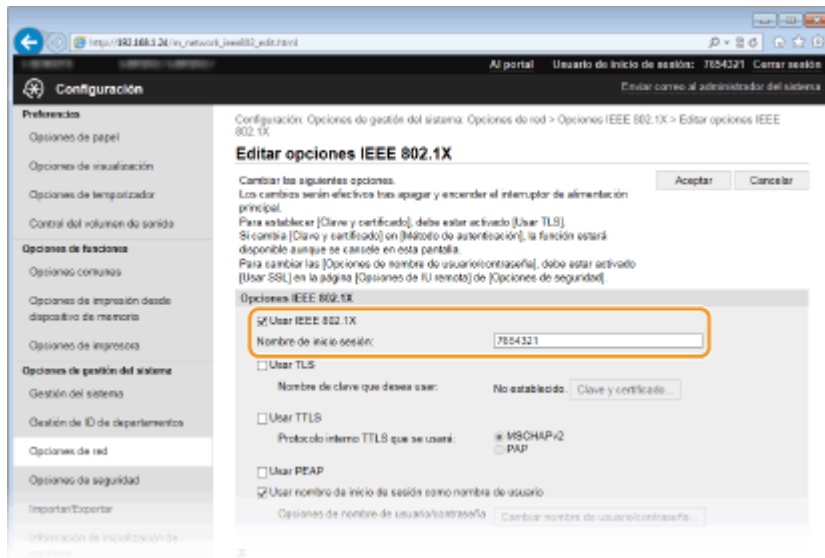 http://192.168.1.24/m_network_ieee802_edit.html
Al portal Usuario de inicio de sesión: 7654321 Cerrar sesión
Configuración
Enviar correo al administrador del sistema
Preferencias
Opciones de papel
Opciones de visualización
Opciones de temporizador
Control del volumen de sonido
Opciones de funciones
Opciones comunes
Opciones de impresión desde
dispositivo de memoria
Opciones de impresora
Opciones de gestión del sistema
Gestión del sistema
Gestión de ID de departamentos
Opciones de red
Opciones de seguridad
Importar/Exportar
Información de inicialización de
Configuración: Opciones de gestión del sistema: Opciones de red > Opciones IEEE 802.1X > Editar opciones IEEE
802.1X
Editar opciones IEEE 802.1X
Cambiar las siguientes opciones.
Aceptar Cancelar
Los cambios serán efectivos tras apagar y encender el interruptor de alimentación
principal.
Para establecer [Clave y certificado], debe estar activado [Usar TLS].
Si cambia [Clave y certificado] en [Método de autenticación], la función estará
disponible aunque se cancele en esta pantalla.
Para cambiar las [Opciones de nombre de usuario/contraseña], debe estar activado
[Usar SSL] en la página [Opciones de IU remota] de [Opciones de seguridad].
Opciones IEEE 802.1X
Usar IEEE 802.1X
Nombre de inicio sesión: 7654321
Usar TLS
Nombre de clave que desea usar: No establecido. Clave y certificado...
Usar TTLS
Protocolo interno TTLS que se usará: MSCHAPv2
PAP
Usar PEAP
Usar nombre de inicio de sesión como nombre de usuario
Opciones de nombre de usuario/contraseña Cambiar nombre de usuario/contraseña...